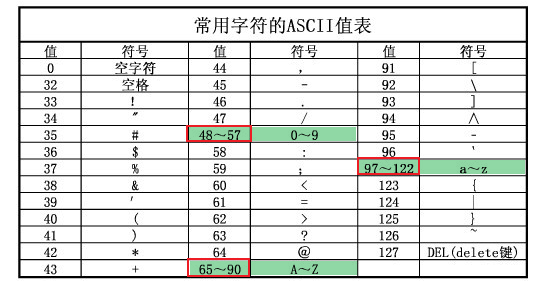 常用字符的ASCII值表
值 符号 值 符号 值 符号
0 空字符 44 , 91 [
32 空格 45 - 92 \
33 ! 46 . 93 ]
34 ″ 47 / 94 ∧
35 # 48～57 0～9 95 -
36 $ 58 : 96 `
37 % 59 ; 97～122 a～z
38 & 60 < 123 {
39 ′ 61 = 124 |
40 ( 62 > 125 }
41 ) 63 ? 126 ~
42 * 64 @ 127 DEL(delete键)
43 + 65～90 A～Z